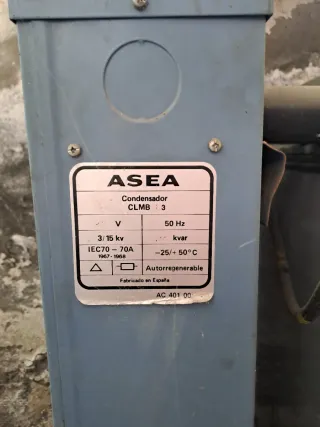 ASEA
Condensador
CLMB 3
V 50 Hz
3/15 kv kvar
IEC70 - 70A
1967-1968
-25/+50°C
Autorregenerable
Fabricado en España
AC 401 00